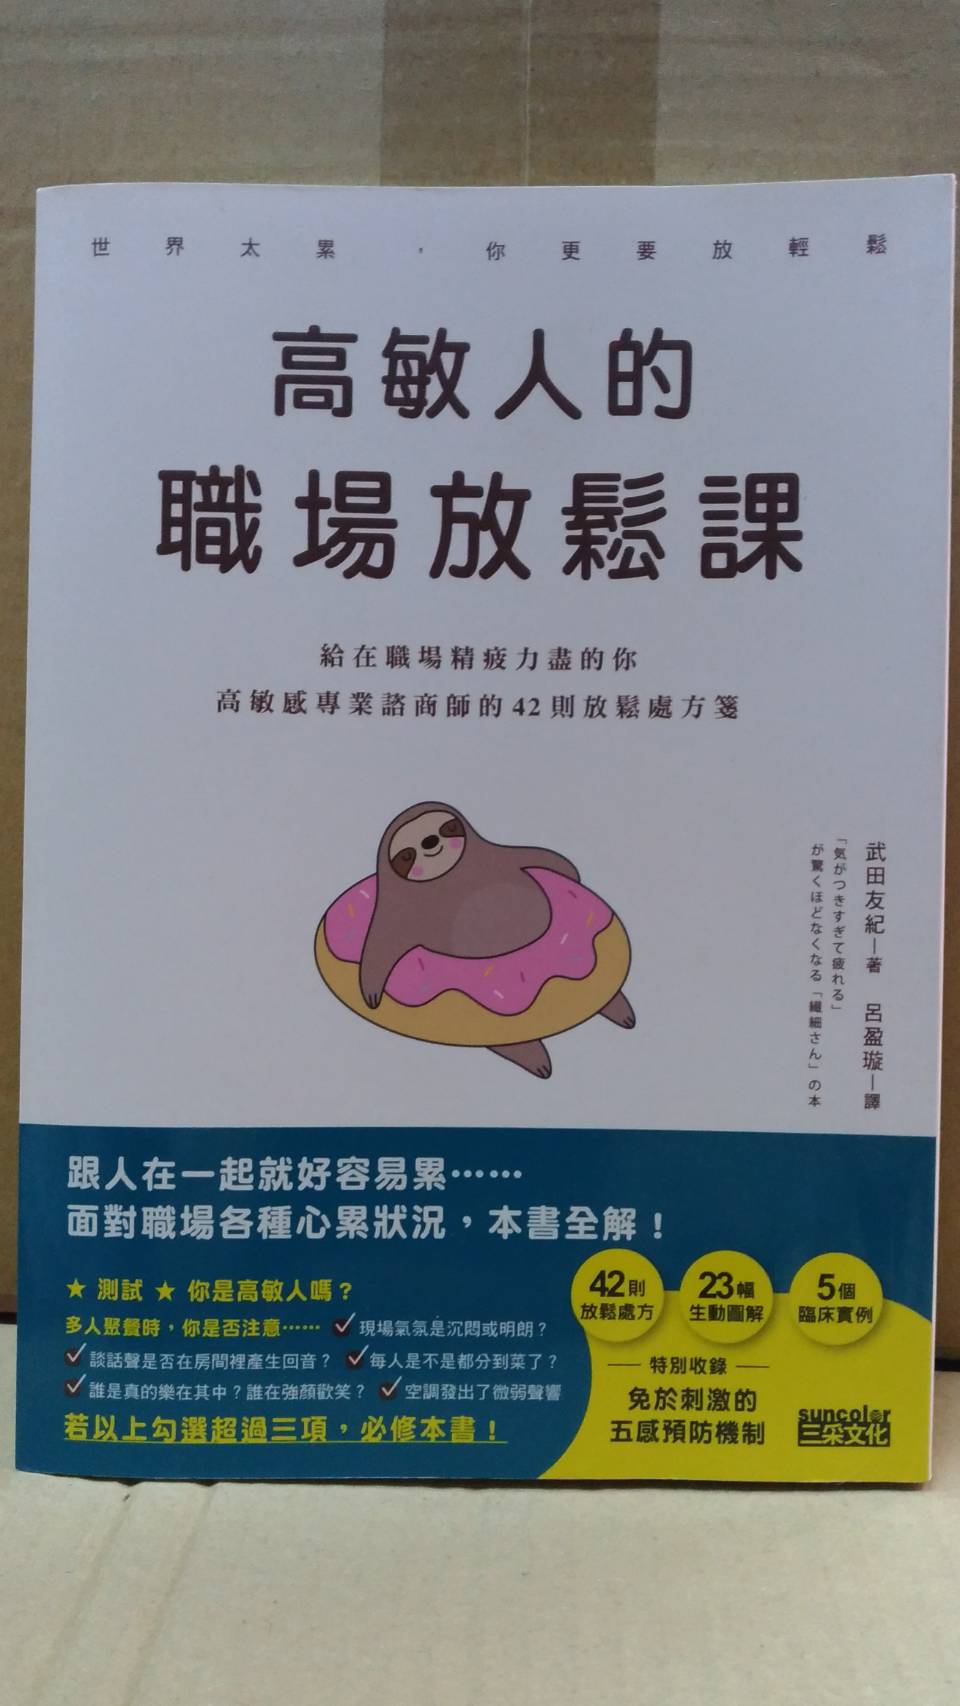 世界太累，你更要放輕鬆
高敏人的
職場放鬆課
給在職場精疲力盡的你
高敏感專業諮商師的42則放鬆處方箋
武田友紀—著 呂盈璇—譯
「気がつきすぎて疲れる」
が驚くほどなくなる「繊細さん」の本
跟人在一起就好容易累⋯⋯
面對職場各種心累狀況，本書全解！
★ 測試 ★ 你是高敏人嗎？
多人聚餐時，你是否注意⋯⋯ ✓現場氣氛是沉悶或明朗？
✓談話聲是否在房間裡產生回音？ ✓每人是不是都分到菜了？
✓誰是真的樂在其中？誰在強顏歡笑？ ✓空調發出了微弱聲響
若以上勾選超過三項，必修本書！
42則
放鬆處方
23幅
生動圖解
5個
臨床實例
特別收錄
免於刺激的
五感預防機制
suncolor
三采文化